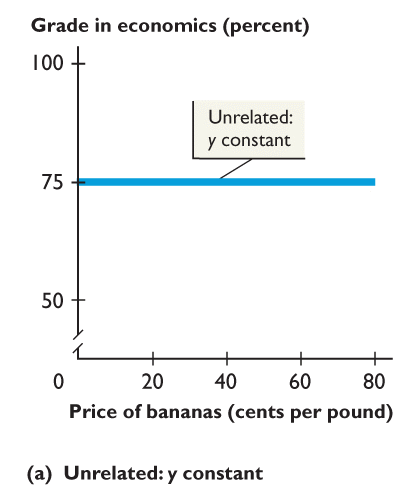 Grade in economics (percent)
100
Unrelated:
y constant
75
50
0 20 40 60 80
Price of bananas (cents per pound)
(a) Unrelated: y constant